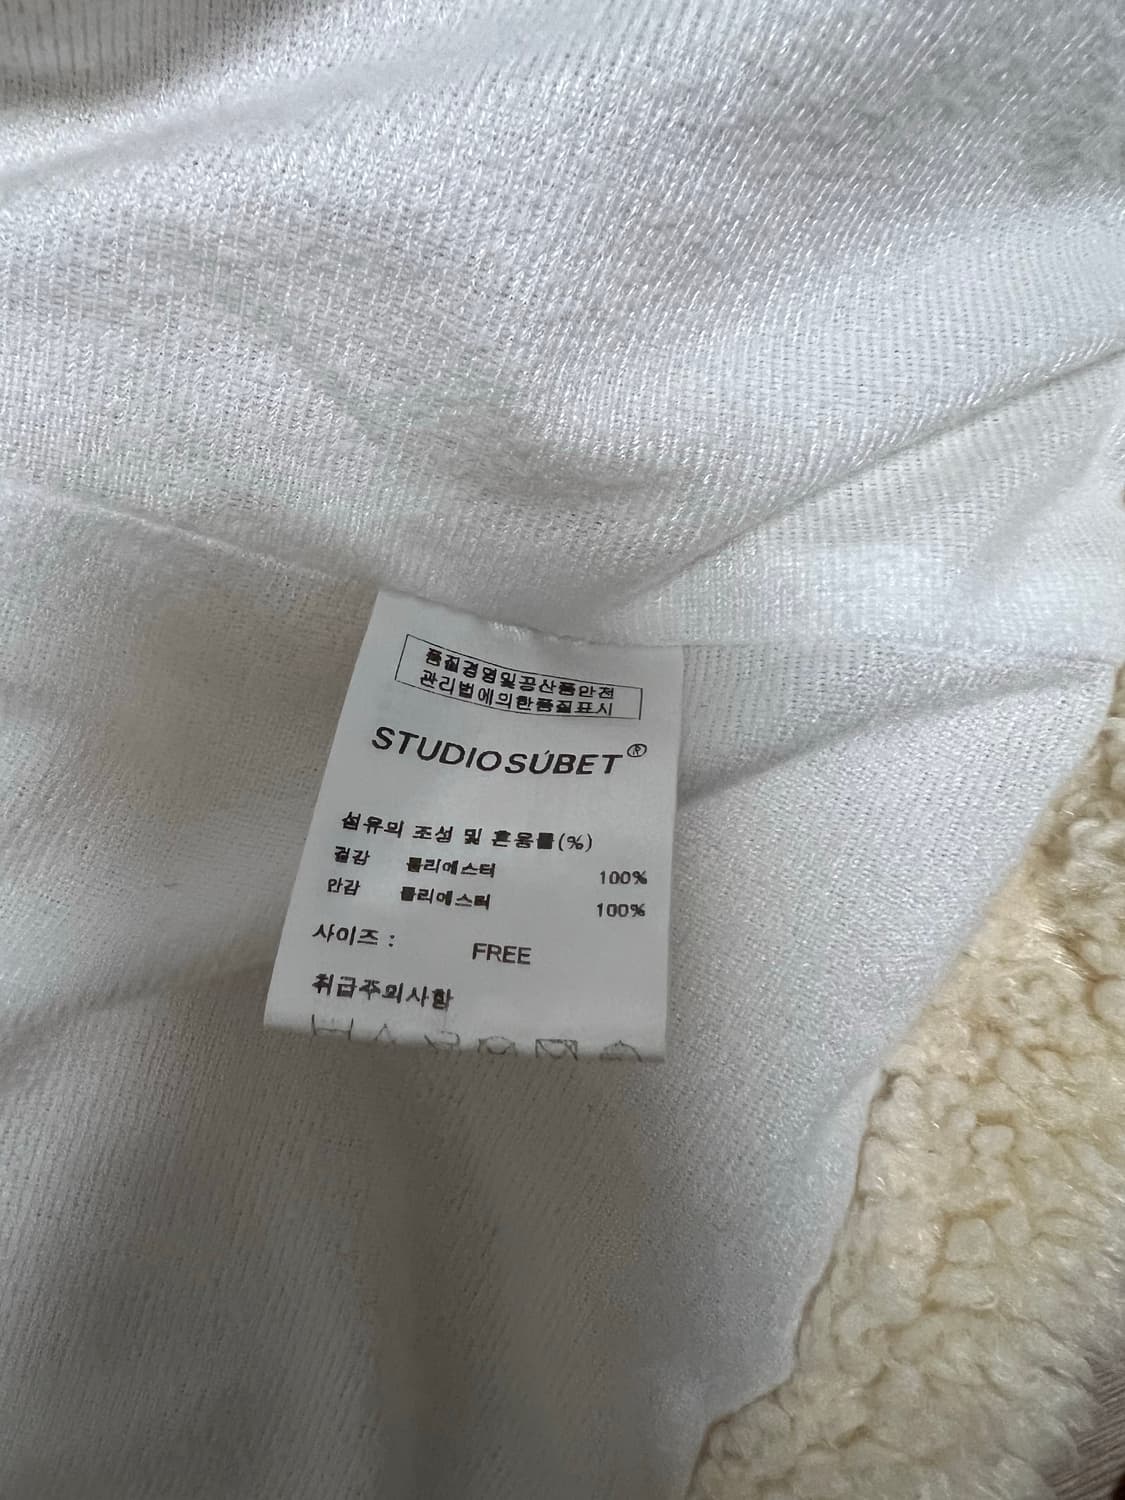 품질경영및공산품안전
관리법에의한품질표시
STUDIOSÚBET®
섬유의 조성 및 혼용률(%)
겉감 폴리에스터 100%
안감 폴리에스터 100%
사이즈 : FREE
취급주의사항